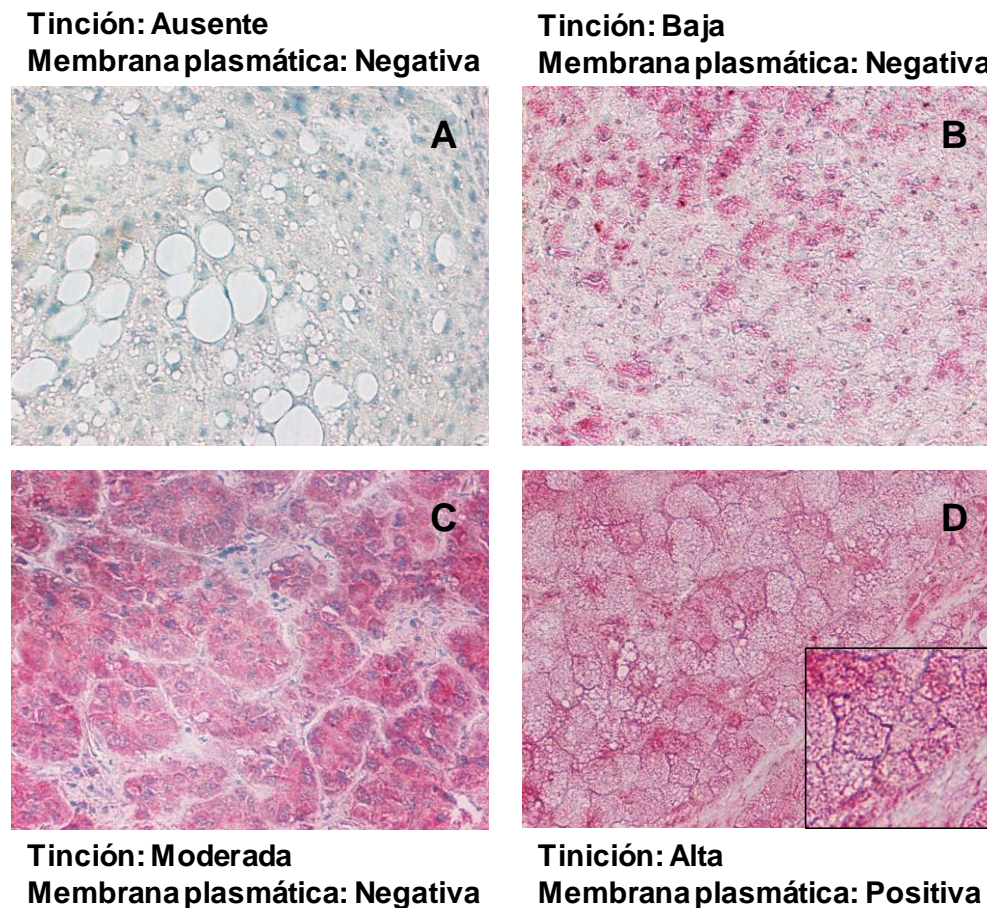 Tinción: Ausente
Membrana plasmática: Negativa
Tinción: Baja
Membrana plasmática: Negativa
A
B
C
D
Tinción: Moderada
Membrana plasmática: Negativa
Tinición: Alta
Membrana plasmática: Positiva